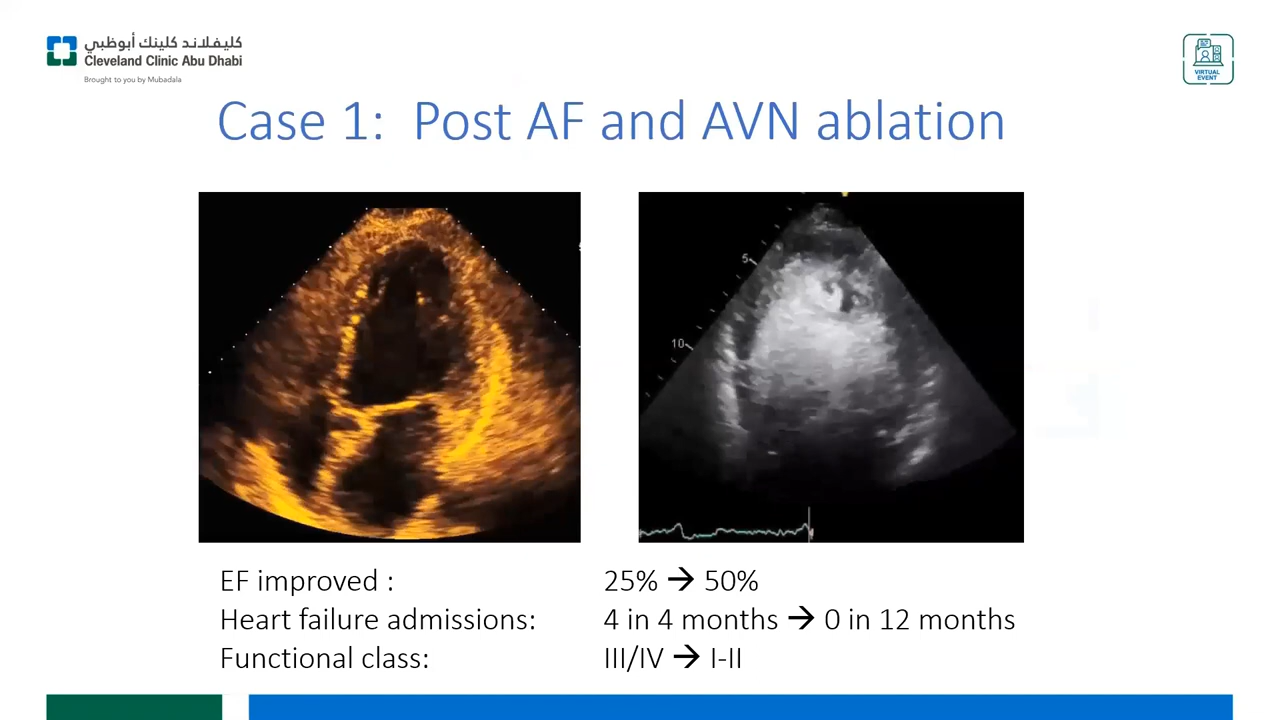 كليفلاند كلينك أبوظبي
Cleveland Clinic Abu Dhabi
Brought to you by Mubadala
VIRTUAL
EVENT
Case 1: Post AF and AVN ablation
5
10
EF improved : 25% → 50%
Heart failure admissions: 4 in 4 months → 0 in 12 months
Functional class: III/IV → I-II